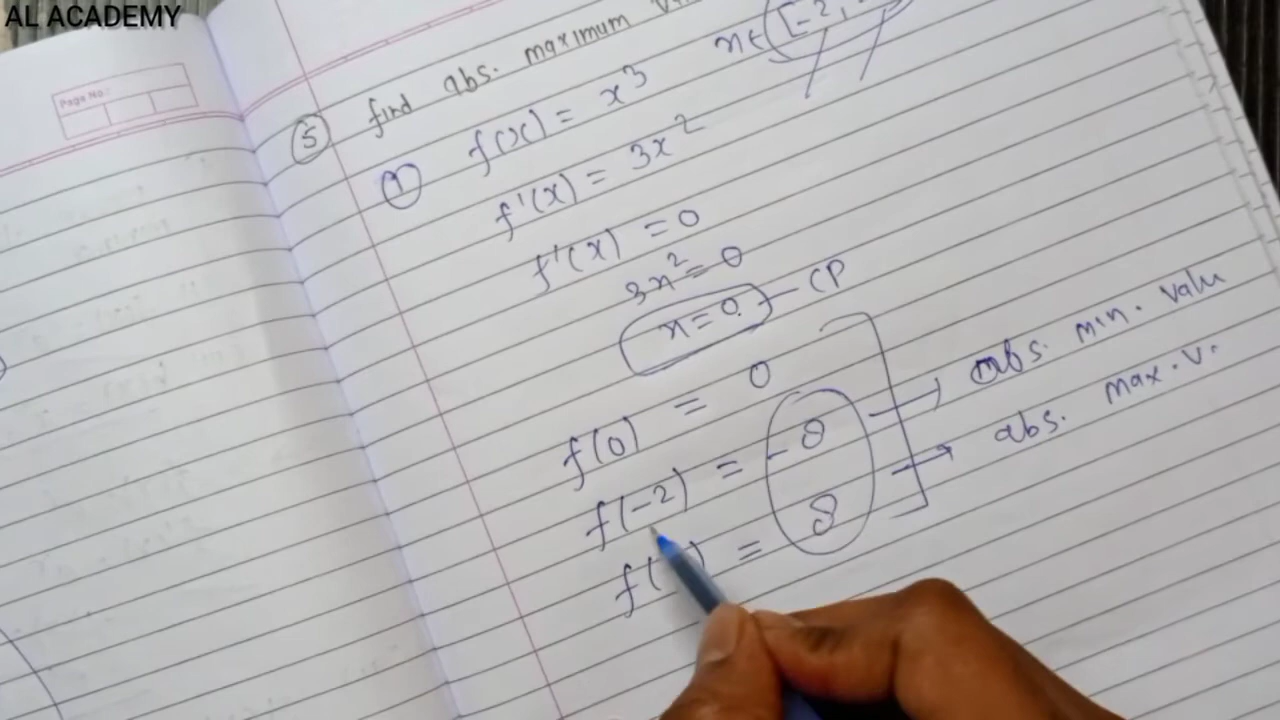 AL ACADEMY
Page No.:
5 find abs. maximum
1 f(x) = x³ x∈ [-2,
f'(x) = 3x²
f'(x) = 0
3x² = 0
x = 0 CP
f(0) = 0
f(-2) = -8 → abs. min. valu
f( ) = 8 → abs. max. v.